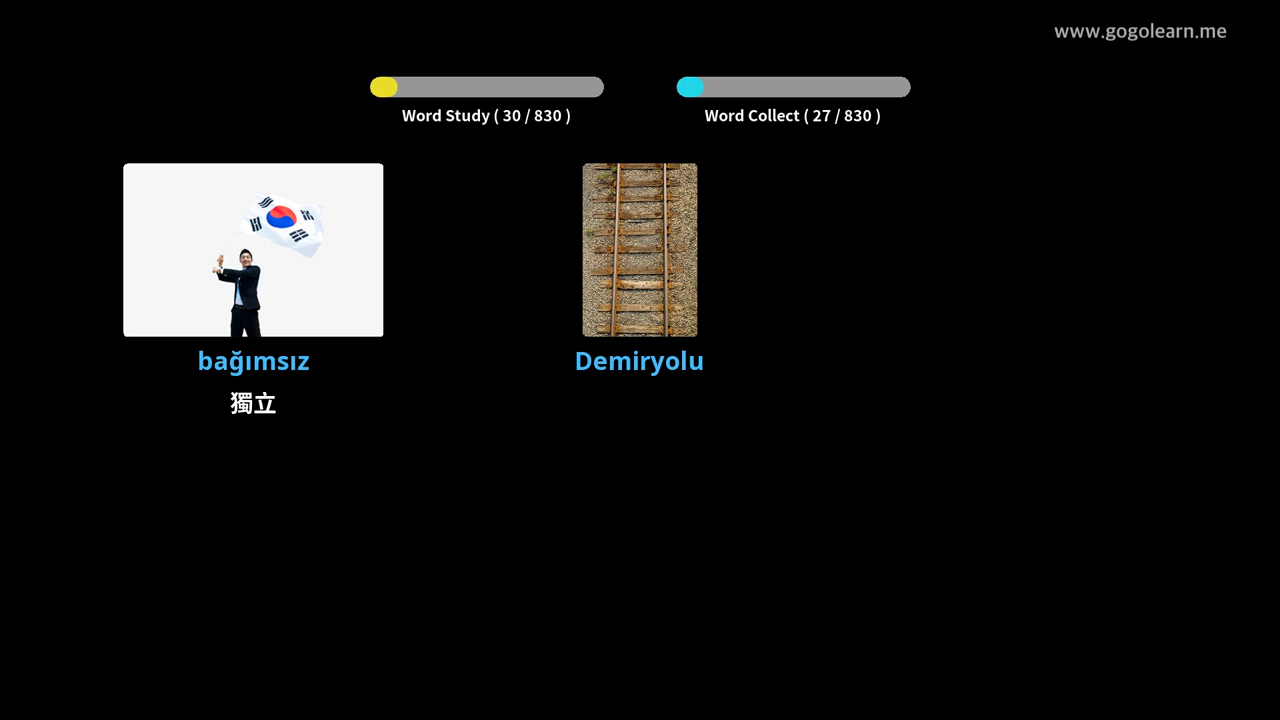 www.gogolearn.me
Word Study ( 30 / 830 )
Word Collect ( 27 / 830 )
bağımsız
Demiryolu
獨立